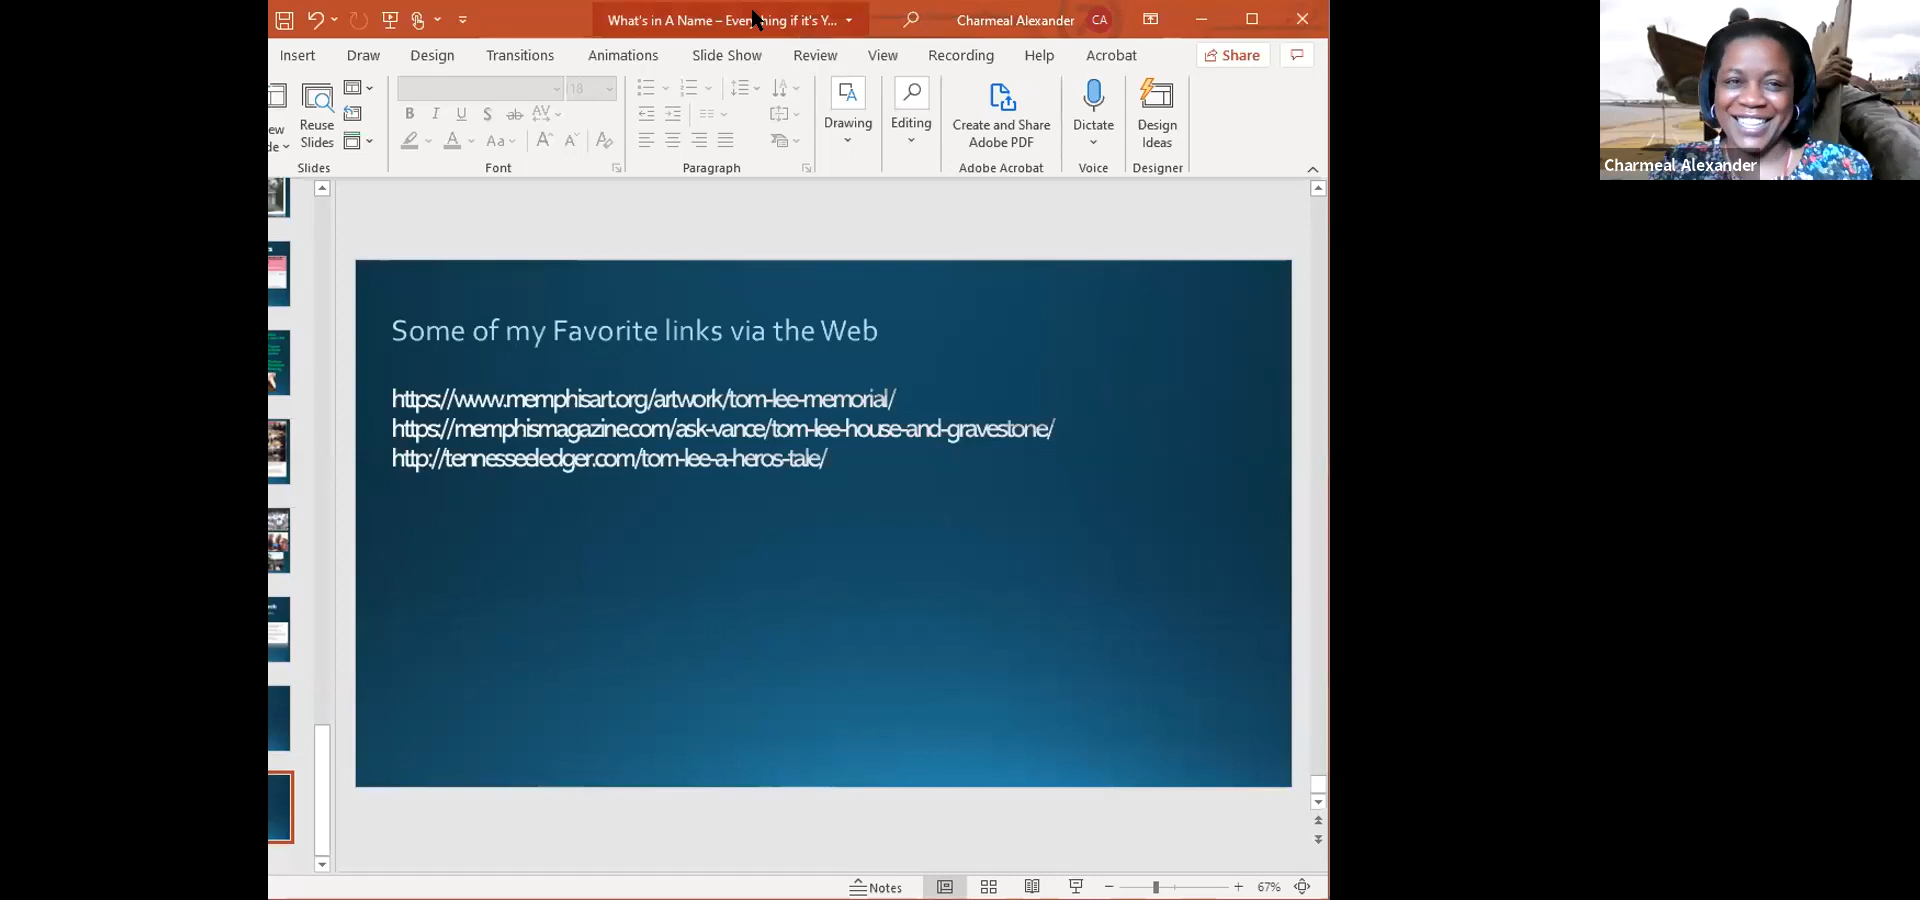 What's in A Name – Everything if it's Y...
Charmeal Alexander
CA
Insert
Draw
Design
Transitions
Animations
Slide Show
Review
View
Recording
Help
Acrobat
Share
Reuse
Slides
Slides
18
B I U S ab AV
A Aa A A
Font
Paragraph
Drawing
Editing
Create and Share
Adobe PDF
Adobe Acrobat
Dictate
Voice
Design
Ideas
Designer
Charmeal Alexander
Some of my Favorite links via the Web
https://www.memphisart.org/artwork/tom-lee-memorial/
https://memphismagazine.com/ask-vance/tom-lee-house-and-gravestone/
http://tennesseeledger.com/tom-lee-a-heros-tale/
Notes
67%